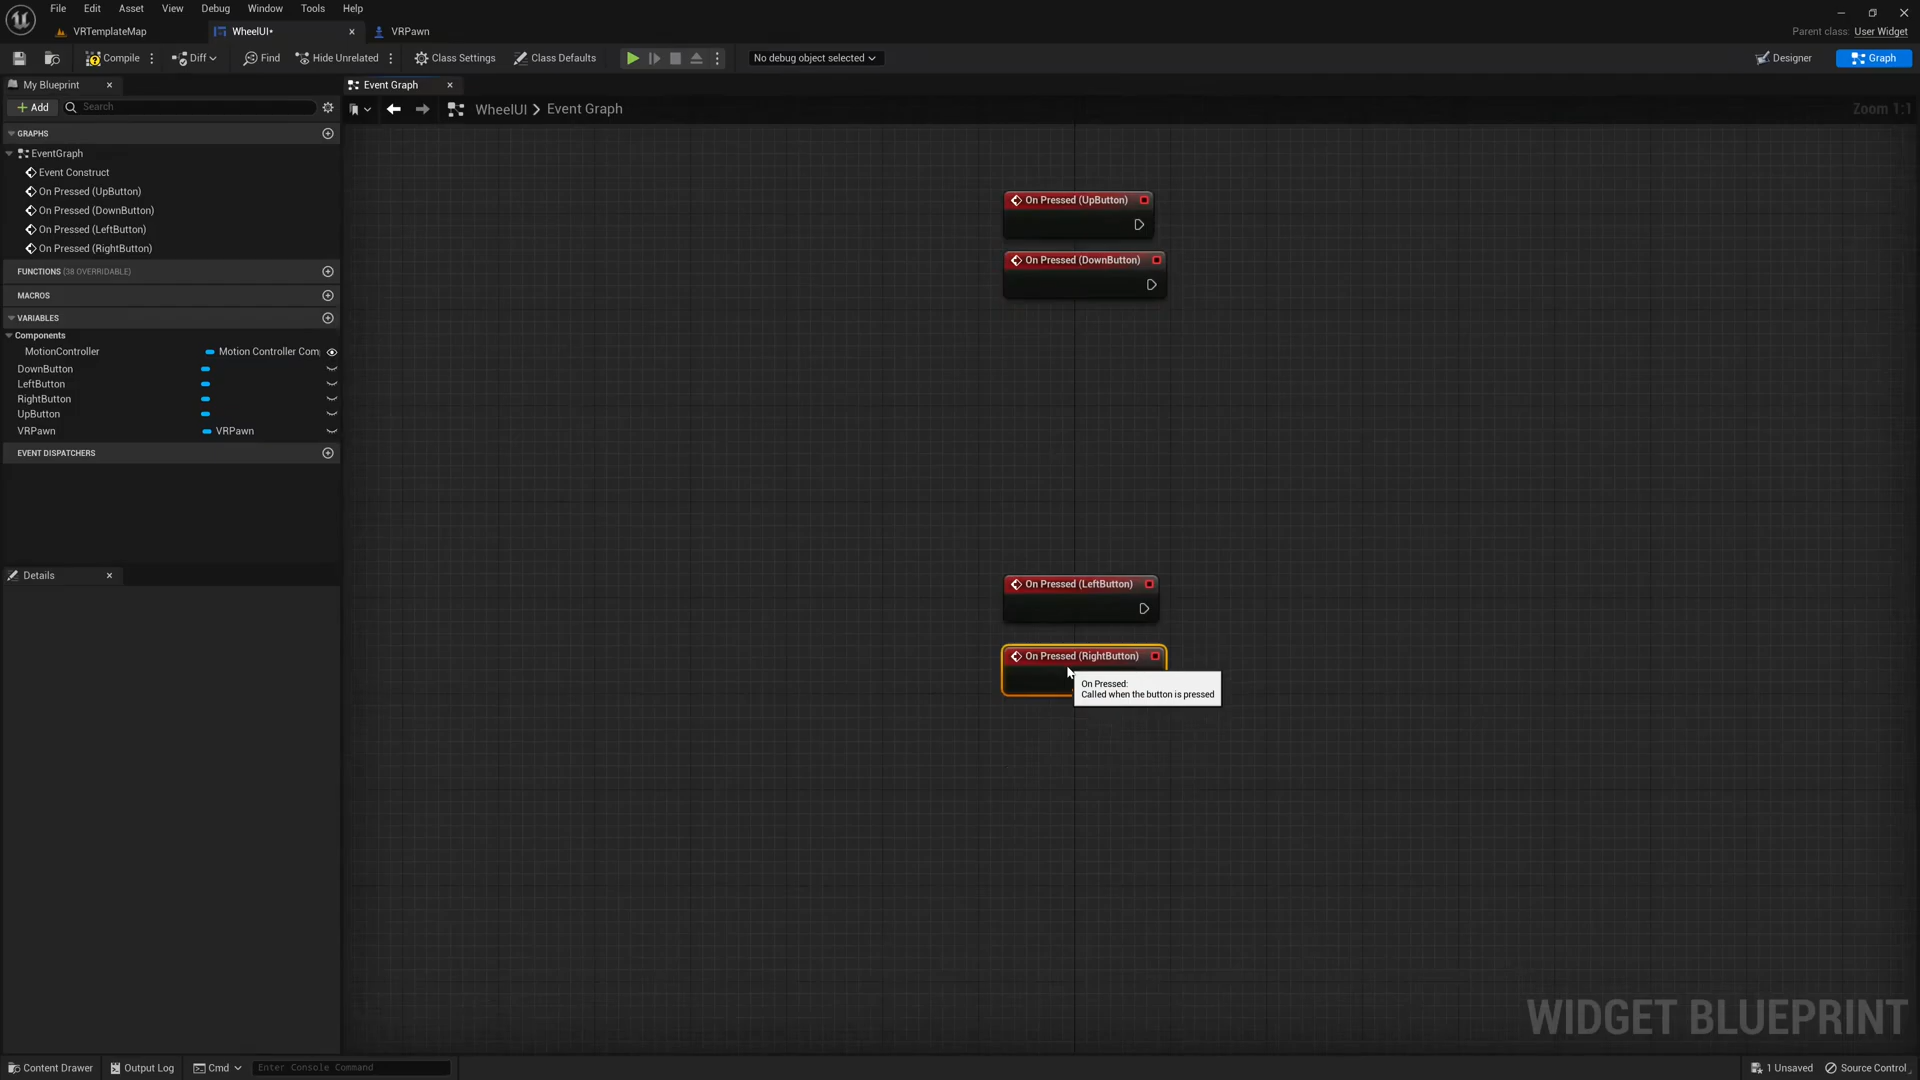 File Edit Asset View Debug Window Tools Help
VRTemplateMap WheelUI* VRPawn
Parent class: User Widget
Compile Diff Find Hide Unrelated Class Settings Class Defaults No debug object selected Designer Graph
My Blueprint Event Graph
+ Add Search WheelUI > Event Graph Zoom 1:1
GRAPHS
EventGraph
Event Construct
On Pressed (UpButton)
On Pressed (DownButton)
On Pressed (LeftButton)
On Pressed (RightButton)
FUNCTIONS (38 OVERRIDABLE)
MACROS
VARIABLES
Components
MotionController Motion Controller Com
DownButton
LeftButton
RightButton
UpButton
VRPawn VRPawn
EVENT DISPATCHERS
Details
On Pressed (UpButton)
On Pressed (DownButton)
On Pressed (LeftButton)
On Pressed (RightButton)
On Pressed:
Called when the button is pressed
WIDGET BLUEPRINT
Content Drawer Output Log Cmd Enter Console Command 1 Unsaved Source Control